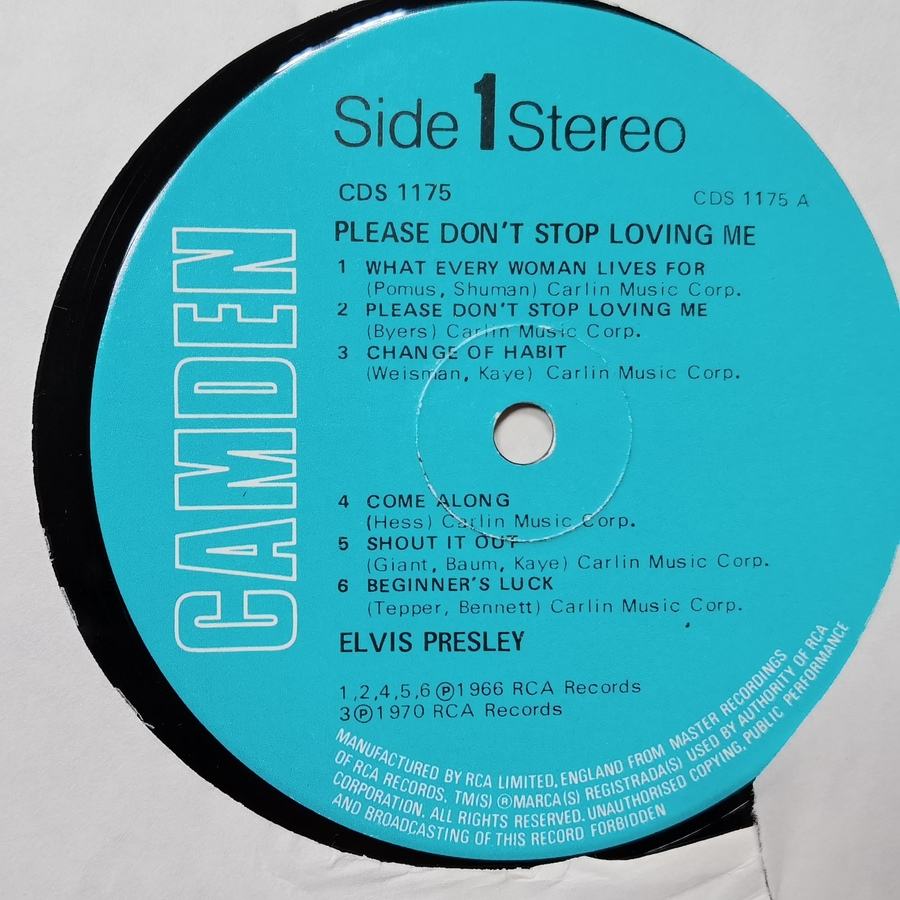 Side 1 Stereo
CDS 1175
CDS 1175 A
PLEASE DON'T STOP LOVING ME
1 WHAT EVERY WOMAN LIVES FOR
(Pomus, Shuman) Carlin Music Corp.
2 PLEASE DON'T STOP LOVING ME
(Byers) Carlin Music Corp.
3 CHANGE OF HABIT
(Weisman, Kaye) Carlin Music Corp.
4 COME ALONG
(Hess) Carlin Music Corp.
5 SHOUT IT OUT
(Giant, Baum, Kaye) Carlin Music Corp.
6 BEGINNER'S LUCK
(Tepper, Bennett) Carlin Music Corp.
ELVIS PRESLEY
1,2,4,5,6 ℗1966 RCA Records
3℗1970 RCA Records
CAMDEN
MANUFACTURED BY RCA LIMITED, ENGLAND FROM MASTER RECORDINGS
OF RCA RECORDS, TM(S) ®MARCA(S) REGISTRADA(S) USED BY AUTHORITY OF RCA
CORPORATION. ALL RIGHTS RESERVED. UNAUTHORISED COPYING, PUBLIC PERFORMANCE
AND BROADCASTING OF THIS RECORD FORBIDDEN